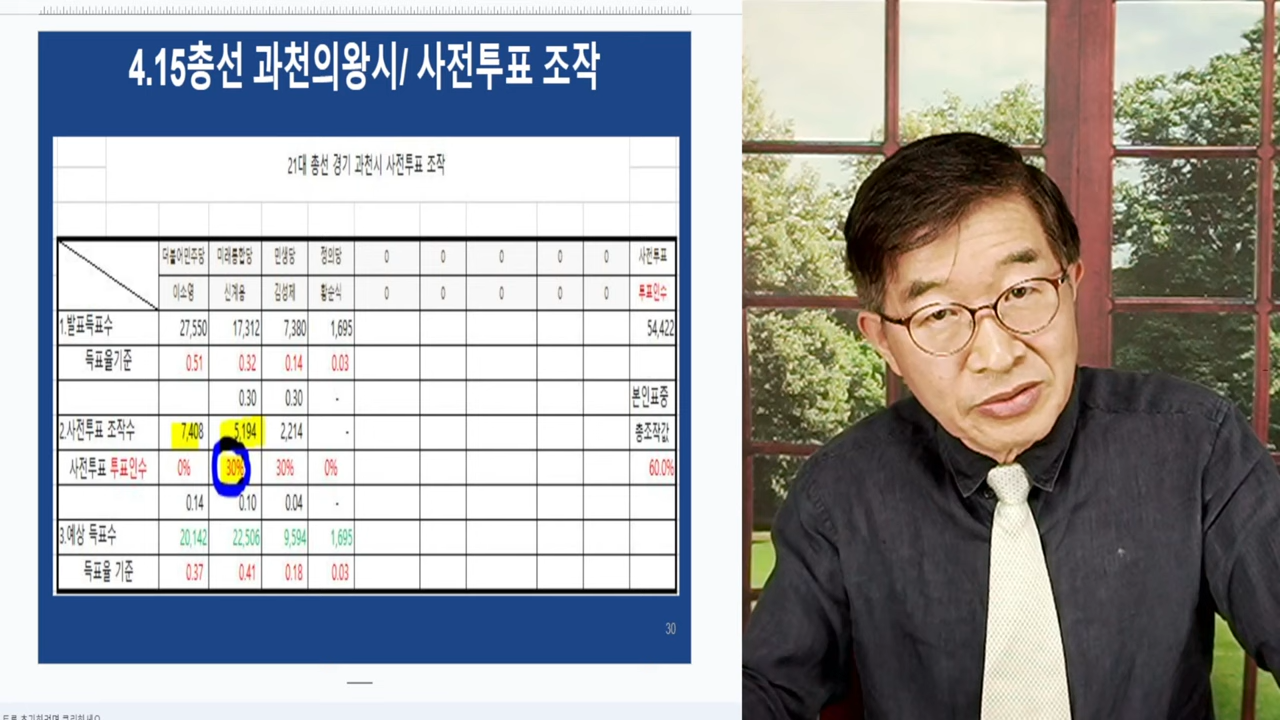 4.15총선 과천의왕시/ 사전투표 조작
21대 총선 경기 과천시 사전투표 조작
더불어민주당 미래통합당 민생당 정의당 0 0 0 0 0 사전투표
이소영 신계용 김성제 황순식 0 0 0 0 0 투표인수
1.발표득표수 27,550 17,312 7,380 1,695 54,422
득표율기준 0.51 0.32 0.14 0.03
0.30 0.30 - 본인표중
2.사전투표 조작수 7,408 5,194 2,214 - 총조작값
사전투표 투표인수 0% 30% 30% 0% 60.0%
0.14 0.10 0.04 -
3.예상 득표수 20,142 22,506 9,594 1,695
득표율 기준 0.37 0.41 0.18 0.03
30